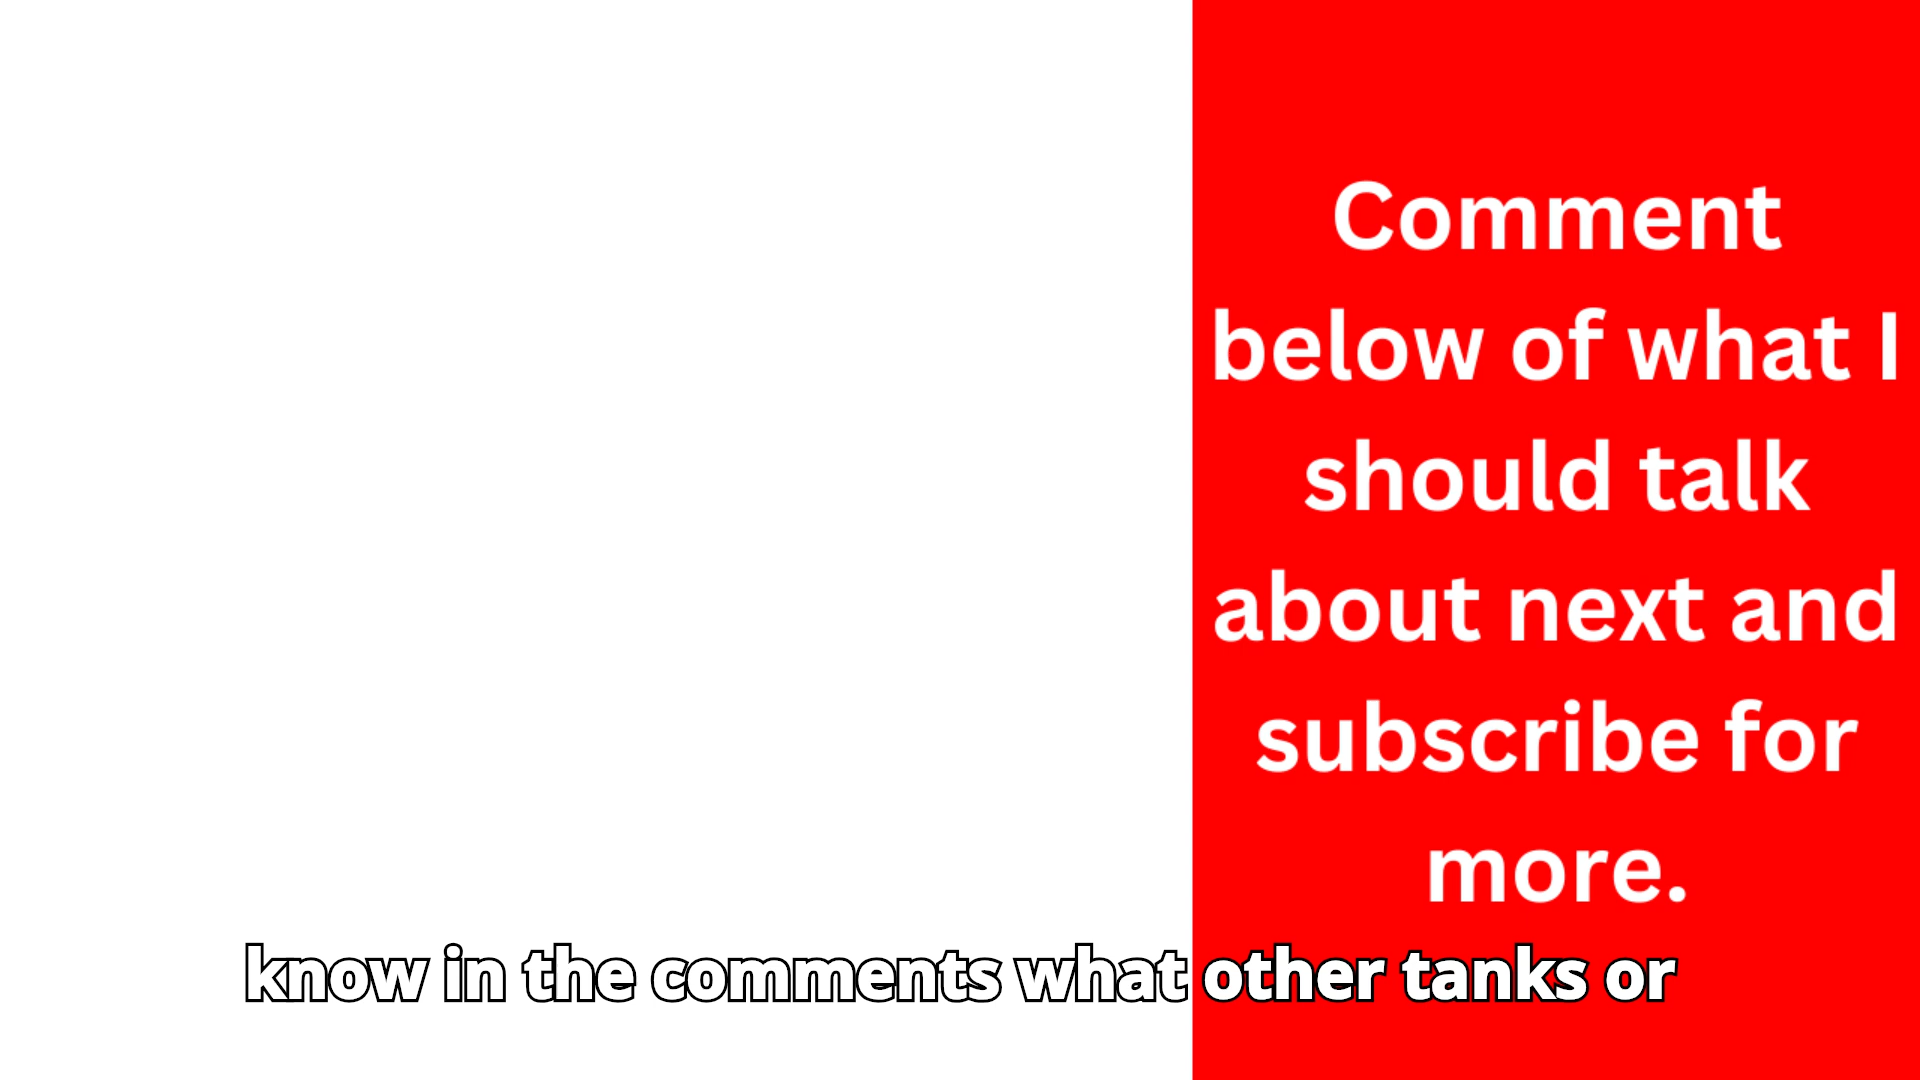 Comment
below of what I
should talk
about next and
subscribe for
more.
know in the comments what other tanks or